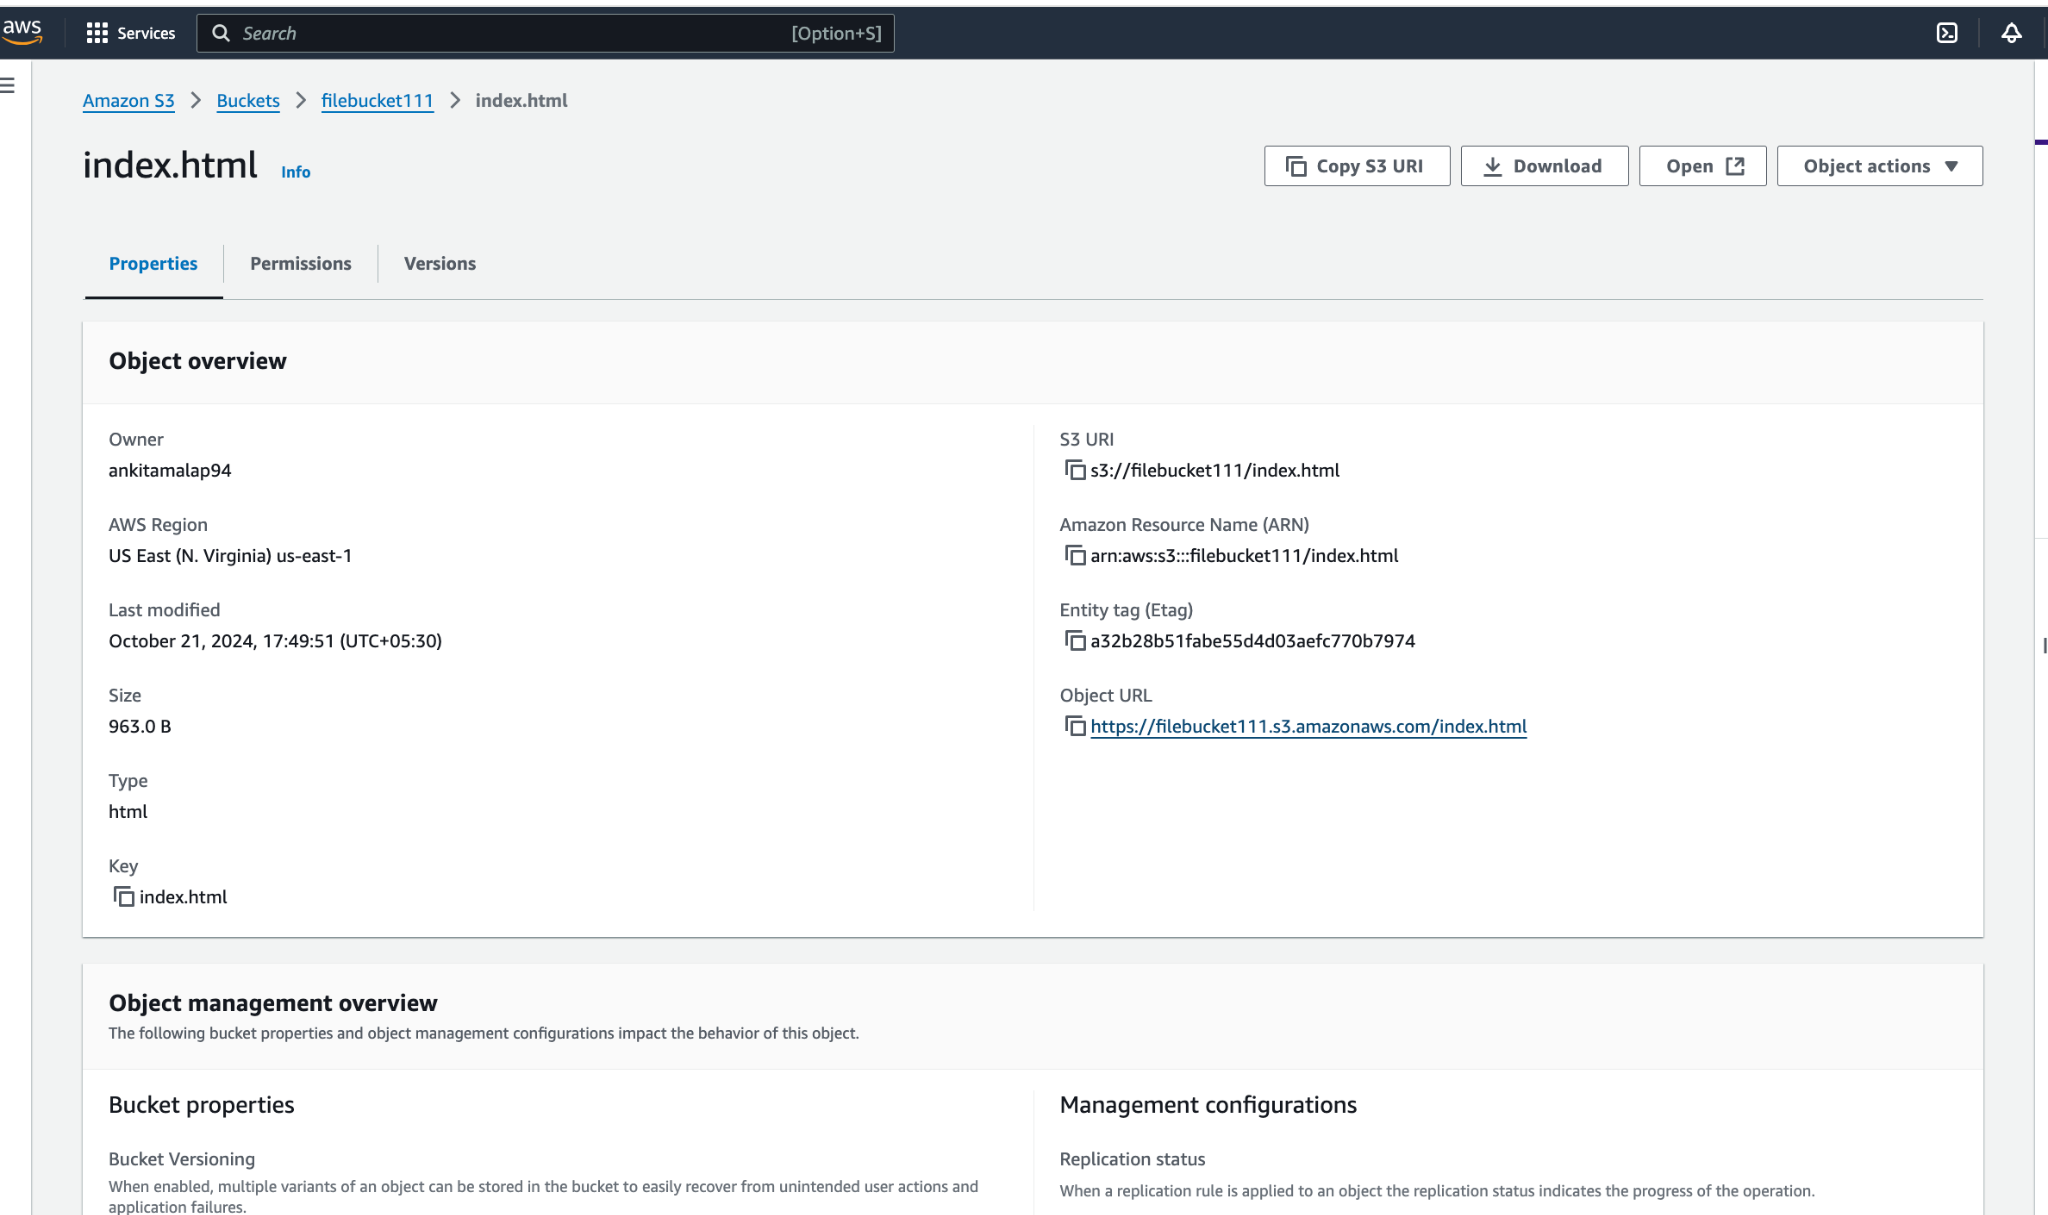 aws
Services
Search
[Option+S]
Amazon S3 > Buckets > filebucket111 > index.html
index.html
Info
Copy S3 URI
Download
Open
Object actions
Properties
Permissions
Versions
Object overview
Owner
ankitamalap94
AWS Region
US East (N. Virginia) us-east-1
Last modified
October 21, 2024, 17:49:51 (UTC+05:30)
Size
963.0 B
Type
html
Key
index.html
S3 URI
s3://filebucket111/index.html
Amazon Resource Name (ARN)
arn:aws:s3:::filebucket111/index.html
Entity tag (Etag)
a32b28b51fabe55d4d03aefc770b7974
Object URL
https://filebucket111.s3.amazonaws.com/index.html
Object management overview
The following bucket properties and object management configurations impact the behavior of this object.
Bucket properties
Bucket Versioning
When enabled, multiple variants of an object can be stored in the bucket to easily recover from unintended user actions and
application failures.
Management configurations
Replication status
When a replication rule is applied to an object the replication status indicates the progress of the operation.